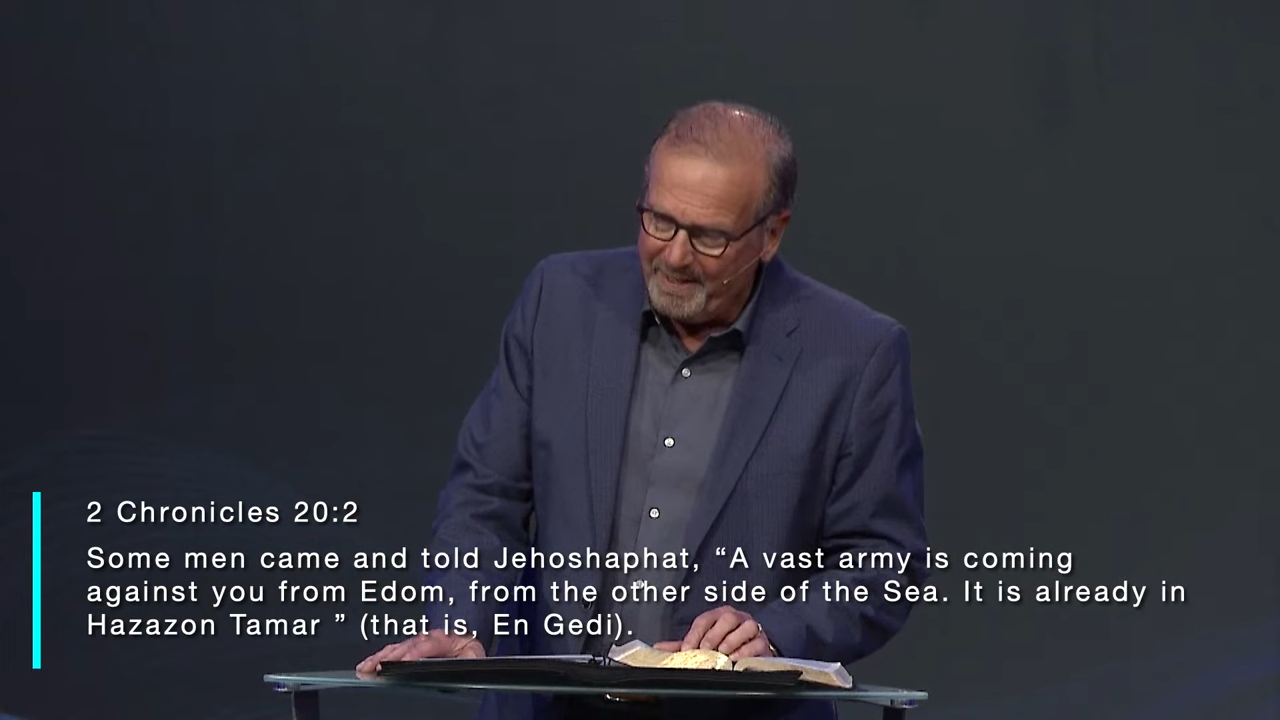 2 Chronicles 20:2
Some men came and told Jehoshaphat, “A vast army is coming
against you from Edom, from the other side of the Sea. It is already in
Hazazon Tamar ” (that is, En Gedi).